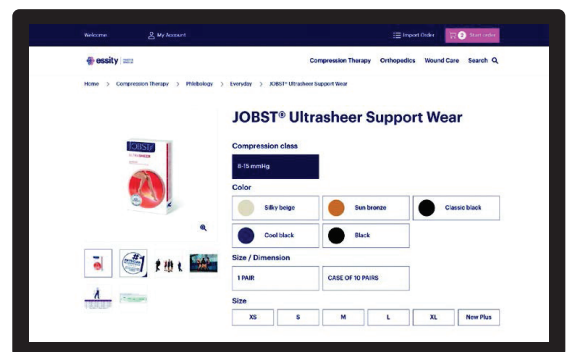 Welcome
My Account
Import Order
Start order
essity
Compression Therapy Orthopedics Wound Care Search
Home > Compression Therapy > Phlebology > Everyday > JOBST® Ultrasheer Support Wear
JOBST® Ultrasheer Support Wear
Compression class
8-15 mmHg
Color
Silky beige Sun bronze Classic black
Cool black Black
Size / Dimension
1 PAIR CASE OF 10 PAIRS
Size
XS S M L XL New Plus
JOBST
#1